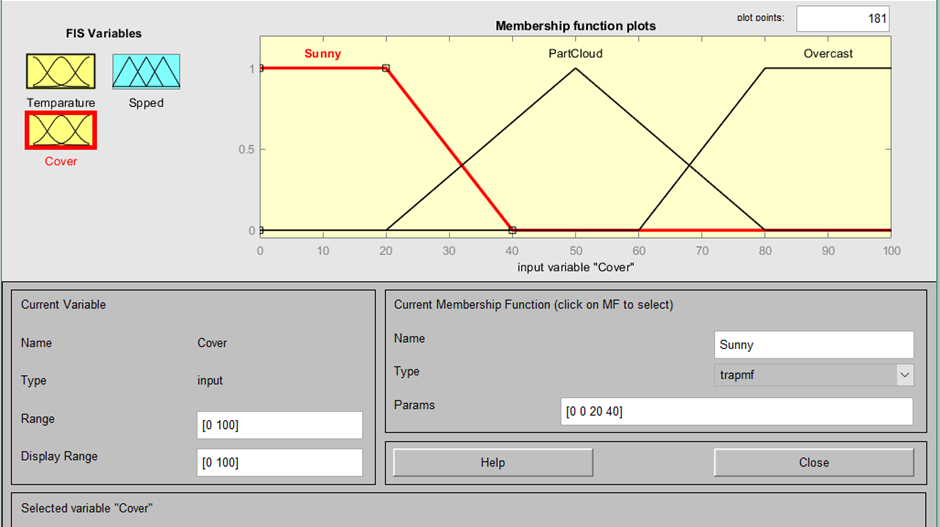 Membership function plots
plot points:
181
FIS Variables
Temparature
Spped
Cover
Sunny
PartCloud
Overcast
1
0.5
0
0
10
20
30
40
50
60
70
80
90
100
input variable "Cover"
Current Variable
Name
Cover
Type
input
Range
[0 100]
Display Range
[0 100]
Current Membership Function (click on MF to select)
Name
Sunny
Type
trapmf
Params
[0 0 20 40]
Help
Close
Selected variable "Cover"